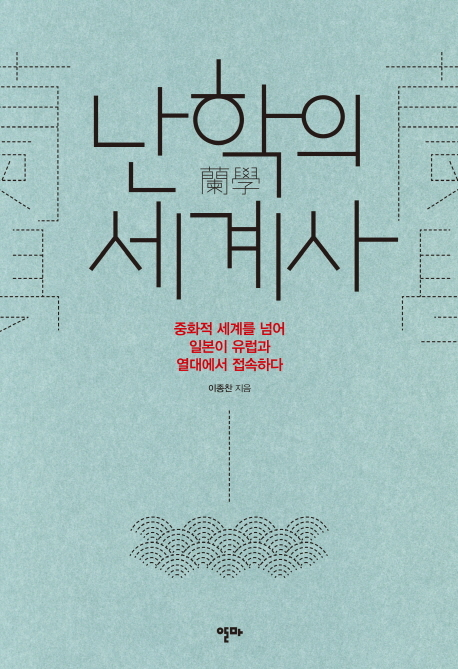 난학의
蘭學
세계사
중화적 세계를 넘어
일본이 유럽과
열대에서 접속하다
이종찬 지음
알마